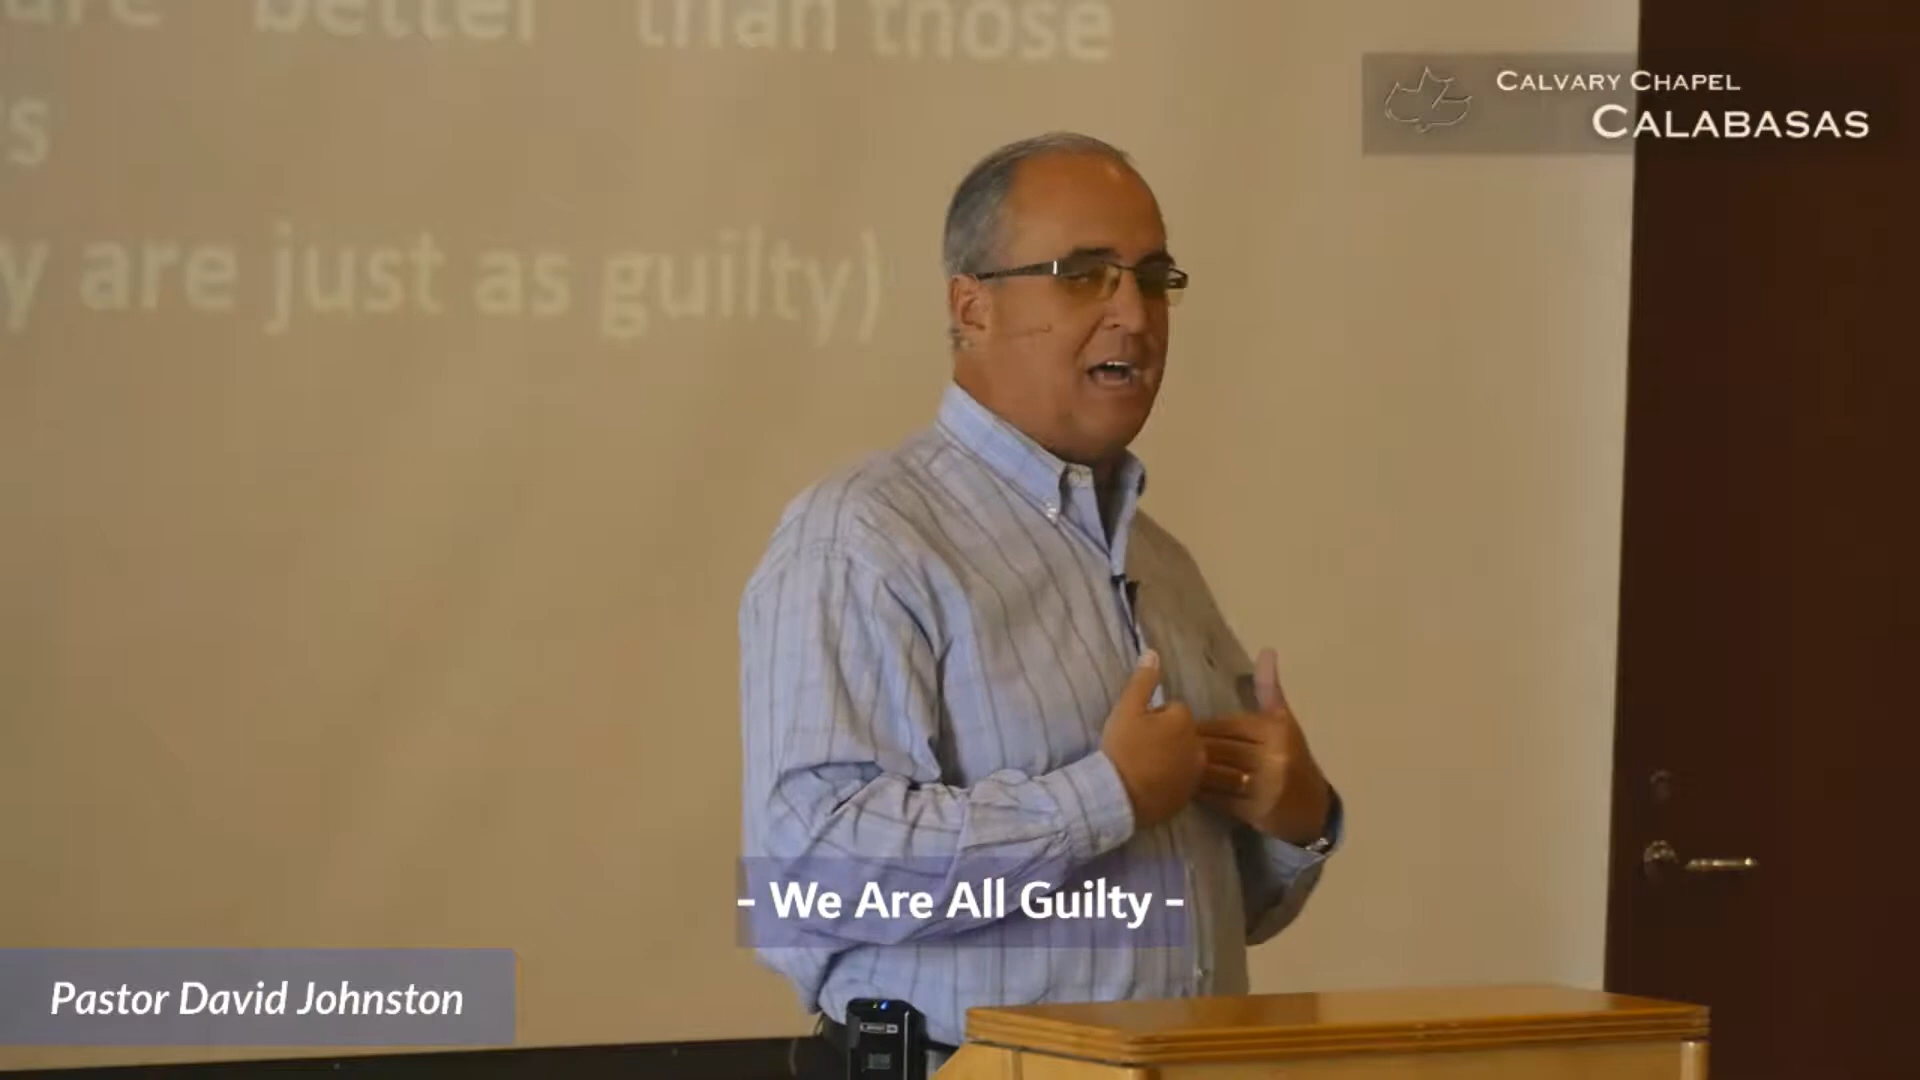 better than those
CALVARY CHAPEL
CALABASAS
are just as guilty)
- We Are All Guilty -
Pastor David Johnston